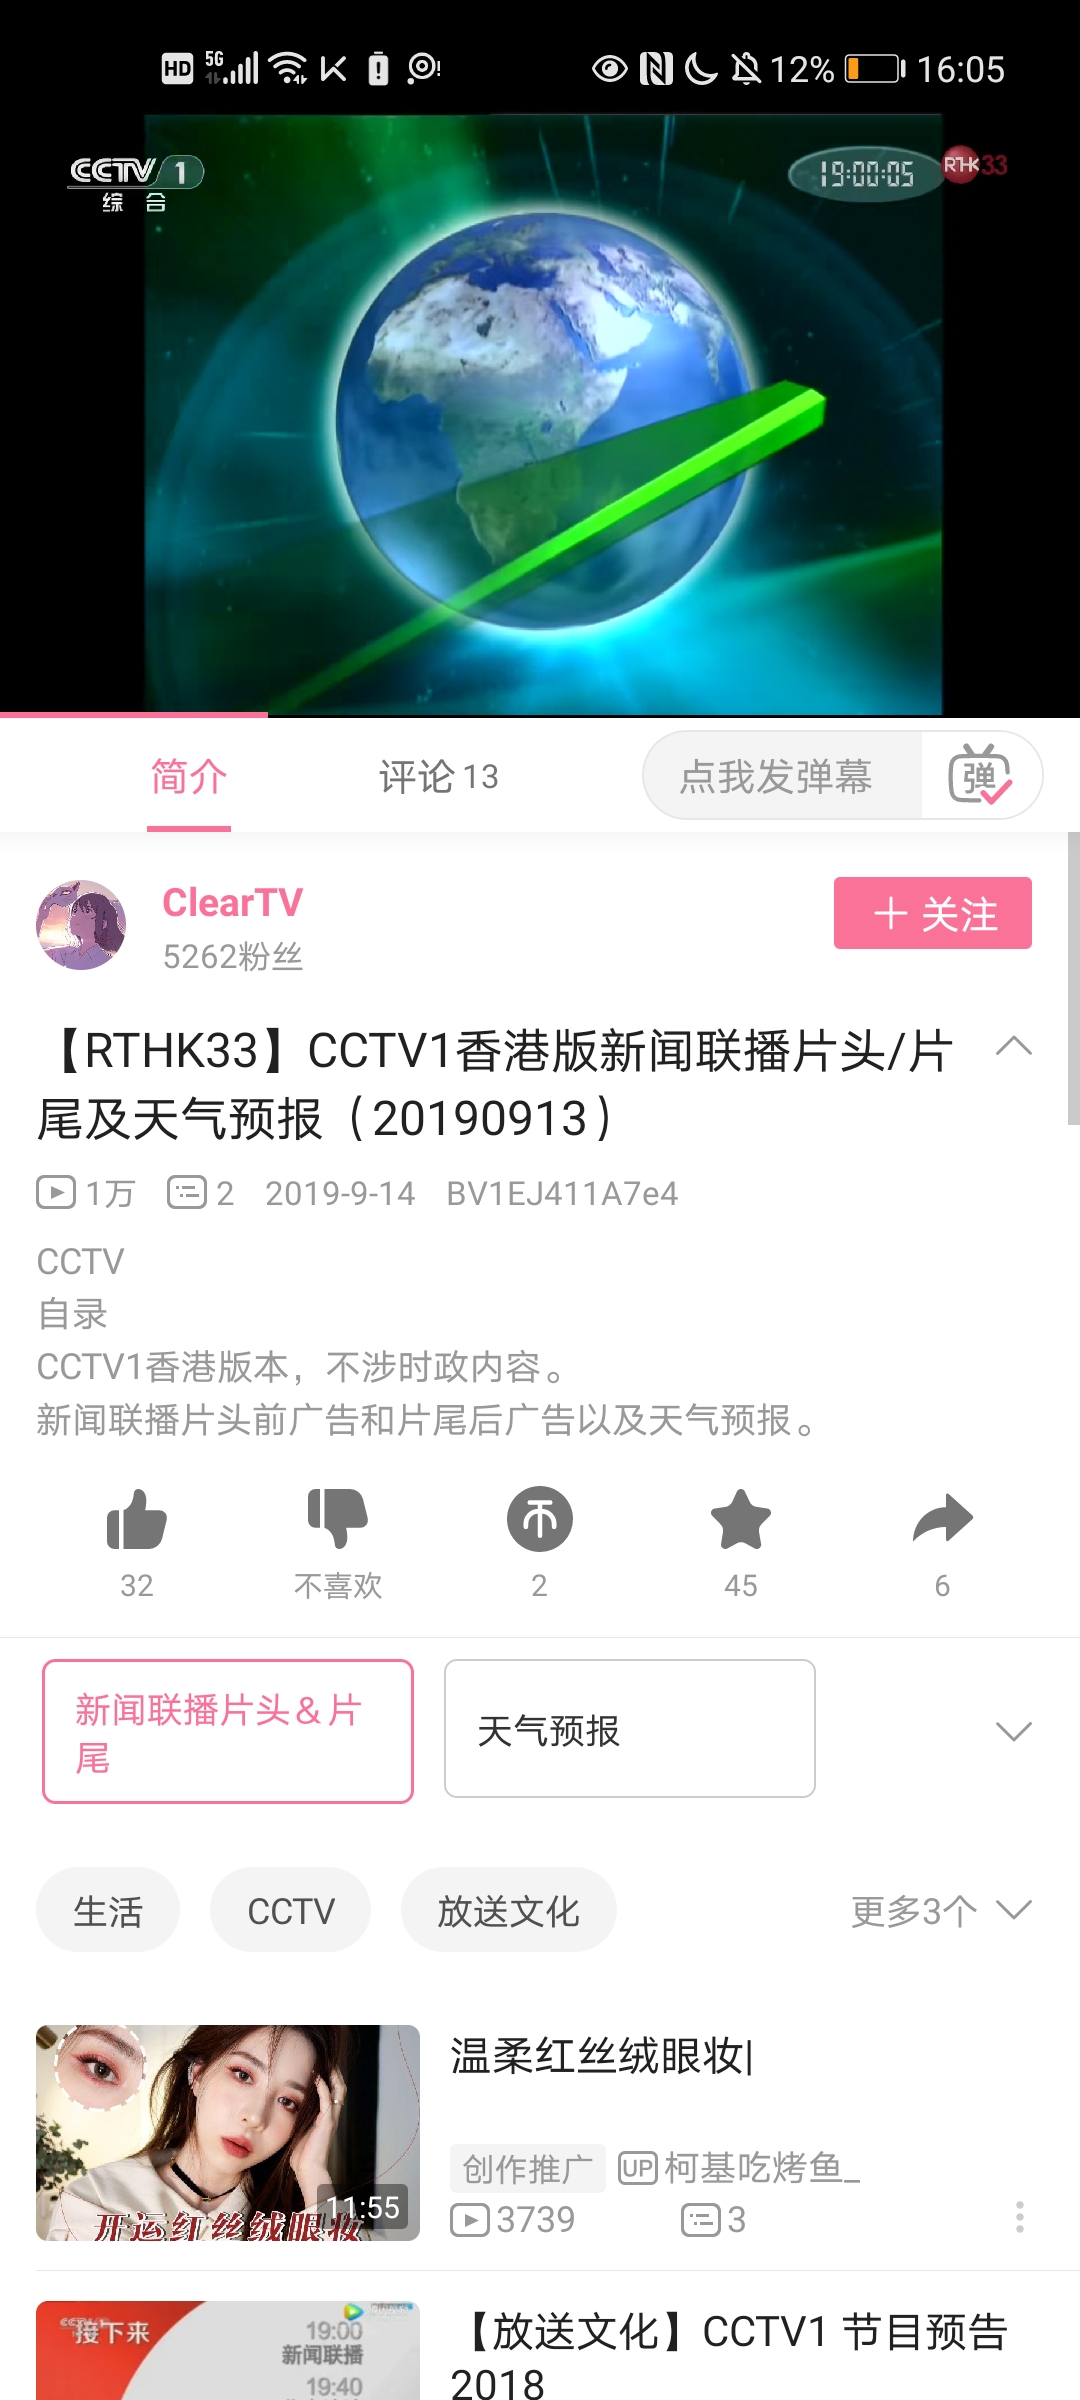 HD 5G 12% 16:05
CCTV 1
综合
19:00:05
RTHK33
简介
评论 13
点我发弹幕
弹
ClearTV
5262粉丝
+ 关注
【RTHK33】CCTV1香港版新闻联播片头/片
尾及天气预报（20190913）
1万 2 2019-9-14 BV1EJ411A7e4
CCTV
自录
CCTV1香港版本，不涉时政内容。
新闻联播片头前广告和片尾后广告以及天气预报。
32 不喜欢 2 45 6
新闻联播片头＆片
尾
天气预报
生活
CCTV
放送文化
更多3个
开运红丝绒眼妆
11:55
温柔红丝绒眼妆|
创作推广 UP 柯基吃烤鱼_
3739 3
接下来
19:00
新闻联播
19:40
【放送文化】CCTV1 节目预告
2018